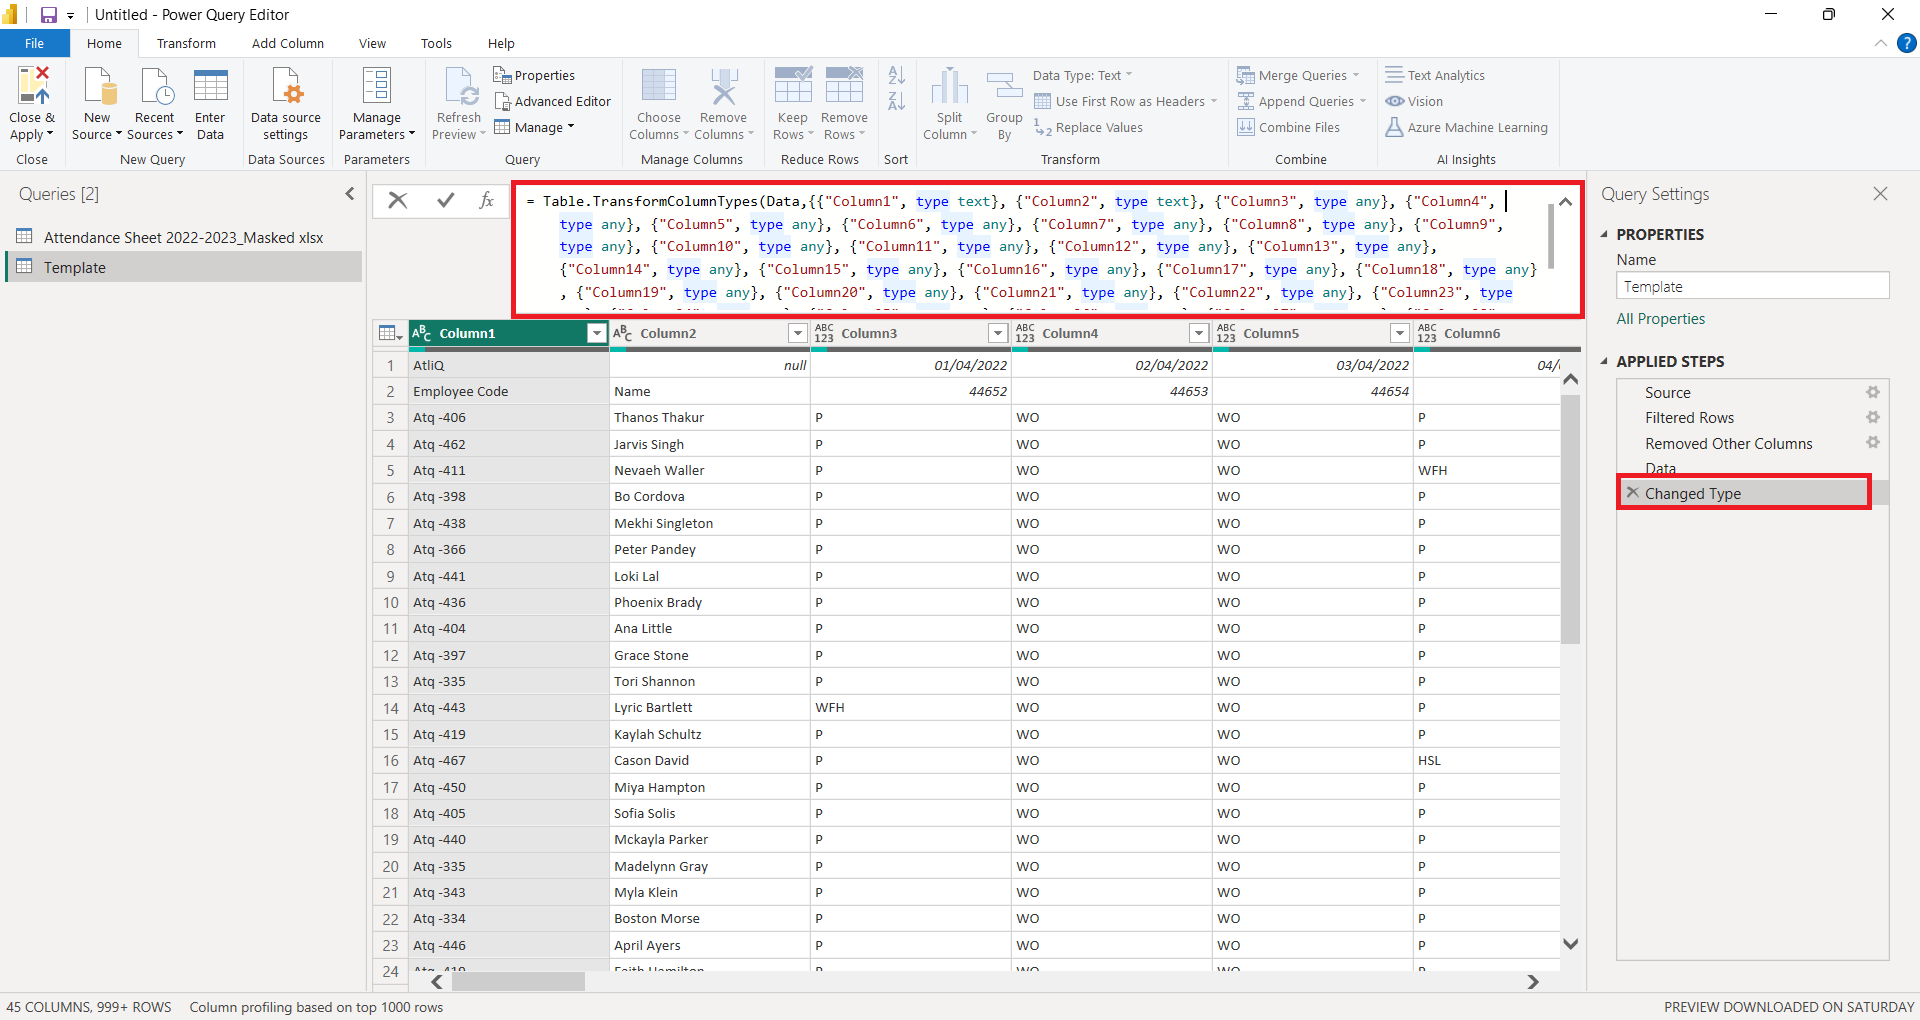 Untitled - Power Query Editor
File Home Transform Add Column View Tools Help
Close & Apply
Close
New Source
Recent Sources
Enter Data
New Query
Data source settings
Data Sources
Manage Parameters
Parameters
Refresh Preview
Properties
Advanced Editor
Manage
Query
Choose Columns
Remove Columns
Manage Columns
Keep Rows
Remove Rows
Reduce Rows
Sort
Split Column
Group By
Data Type: Text
Use First Row as Headers
Replace Values
Transform
Merge Queries
Append Queries
Combine Files
Combine
Text Analytics
Vision
Azure Machine Learning
AI Insights
Queries [2]
Attendance Sheet 2022-2023_Masked xlsx
Template
fx
= Table.TransformColumnTypes(Data,{{"Column1", type text}, {"Column2", type text}, {"Column3", type any}, {"Column4",
type any}, {"Column5", type any}, {"Column6", type any}, {"Column7", type any}, {"Column8", type any}, {"Column9",
type any}, {"Column10", type any}, {"Column11", type any}, {"Column12", type any}, {"Column13", type any},
{"Column14", type any}, {"Column15", type any}, {"Column16", type any}, {"Column17", type any}, {"Column18", type any}
, {"Column19", type any}, {"Column20", type any}, {"Column21", type any}, {"Column22", type any}, {"Column23", type
ABC Column1 ABC Column2 ABC 123 Column3 ABC 123 Column4 ABC 123 Column5 ABC 123 Column6
1 AtliQ null 01/04/2022 02/04/2022 03/04/2022 04/
2 Employee Code Name 44652 44653 44654
3 Atq -406 Thanos Thakur P WO WO P
4 Atq -462 Jarvis Singh P WO WO P
5 Atq -411 Nevaeh Waller P WO WO WFH
6 Atq -398 Bo Cordova P WO WO P
7 Atq -438 Mekhi Singleton P WO WO P
8 Atq -366 Peter Pandey P WO WO P
9 Atq -441 Loki Lal P WO WO P
10 Atq -436 Phoenix Brady P WO WO P
11 Atq -404 Ana Little P WO WO P
12 Atq -397 Grace Stone P WO WO P
13 Atq -335 Tori Shannon P WO WO P
14 Atq -443 Lyric Bartlett WFH WO WO P
15 Atq -419 Kaylah Schultz P WO WO P
16 Atq -467 Cason David P WO WO HSL
17 Atq -450 Miya Hampton P WO WO P
18 Atq -405 Sofia Solis P WO WO P
19 Atq -440 Mckayla Parker P WO WO P
20 Atq -335 Madelynn Gray P WO WO P
21 Atq -343 Myla Klein P WO WO P
22 Atq -334 Boston Morse P WO WO P
23 Atq -446 April Ayers P WO WO P
24 Atq -410 Faith Hamilton P WO WO P
Query Settings
PROPERTIES
Name
Template
All Properties
APPLIED STEPS
Source
Filtered Rows
Removed Other Columns
Data
Changed Type
45 COLUMNS, 999+ ROWS Column profiling based on top 1000 rows
PREVIEW DOWNLOADED ON SATURDAY